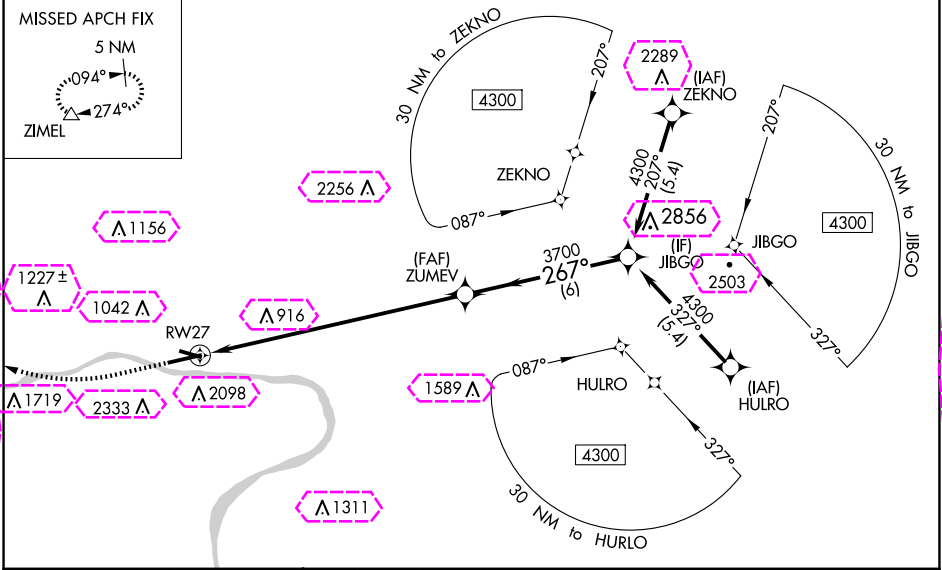 MISSED APCH FIX
5 NM
094°
274°
ZIMEL
30 NM to ZEKNO
207°
4300
ZEKNO
087°
2289
(IAF)
ZEKNO
4300
207°
(5.4)
207°
30 NM to JIBGO
4300
JIBGO
327°
2256
1156
2856
(IF)
JIBGO
2503
(FAF)
ZUMEV
3700
267°
(6)
1227±
1042
916
RW27
4300
327°
(5.4)
(IAF)
HULRO
1719
2333
2098
1589
087°
HULRO
327°
4300
30 NM to HURLO
1311